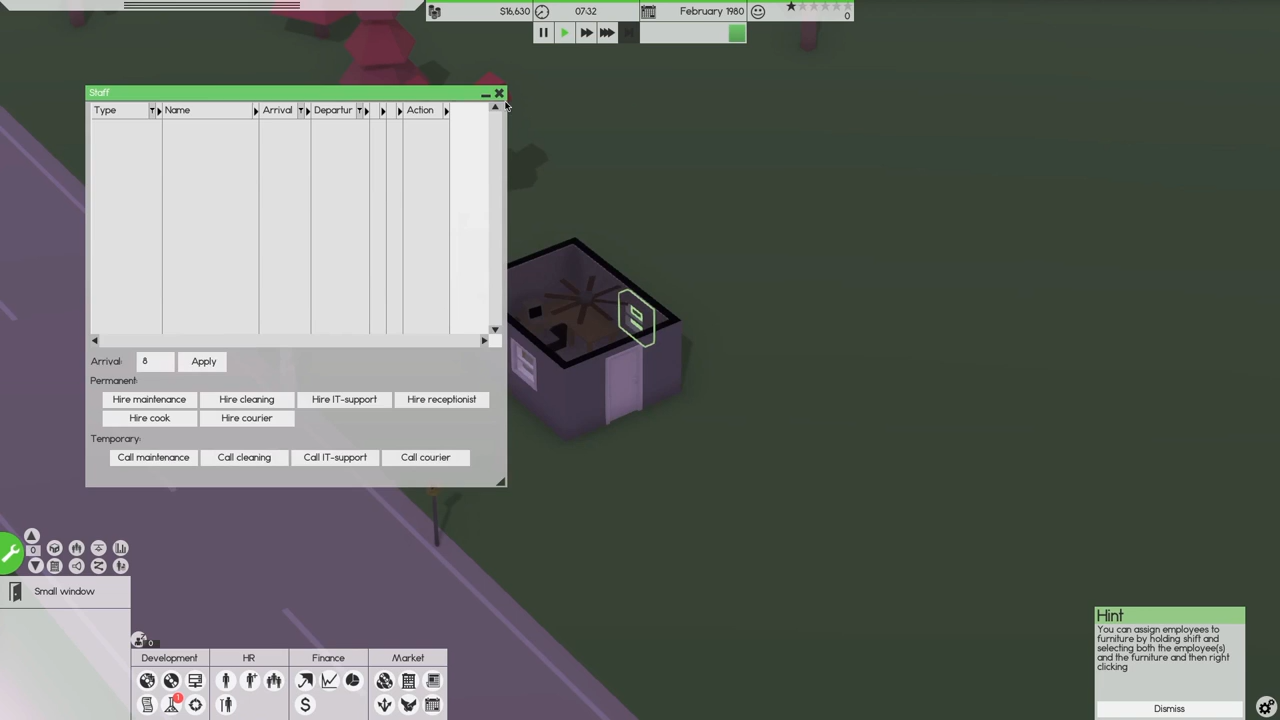 $16,630 07:32 February 1980
0
Staff
Type Name Arrival Departur Action
Arrival: 8 Apply
Permanent:
Hire maintenance Hire cleaning Hire IT-support Hire receptionist
Hire cook Hire courier
Temporary:
Call maintenance Call cleaning Call IT-support Call courier
0
Small window
0
Development HR Finance Market
1
$
Hint
You can assign employees to
furniture by holding shift and
selecting both the employee(s)
and the furniture and then right
clicking
Dismiss